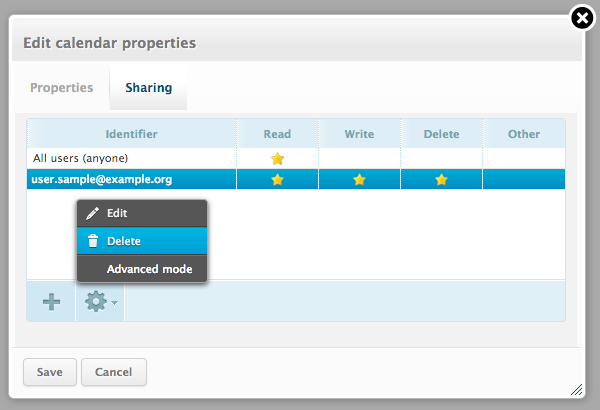 Edit calendar properties
Properties Sharing
Identifier Read Write Delete Other
All users (anyone)
user.sample@example.org
Edit
Delete
Advanced mode
Save Cancel